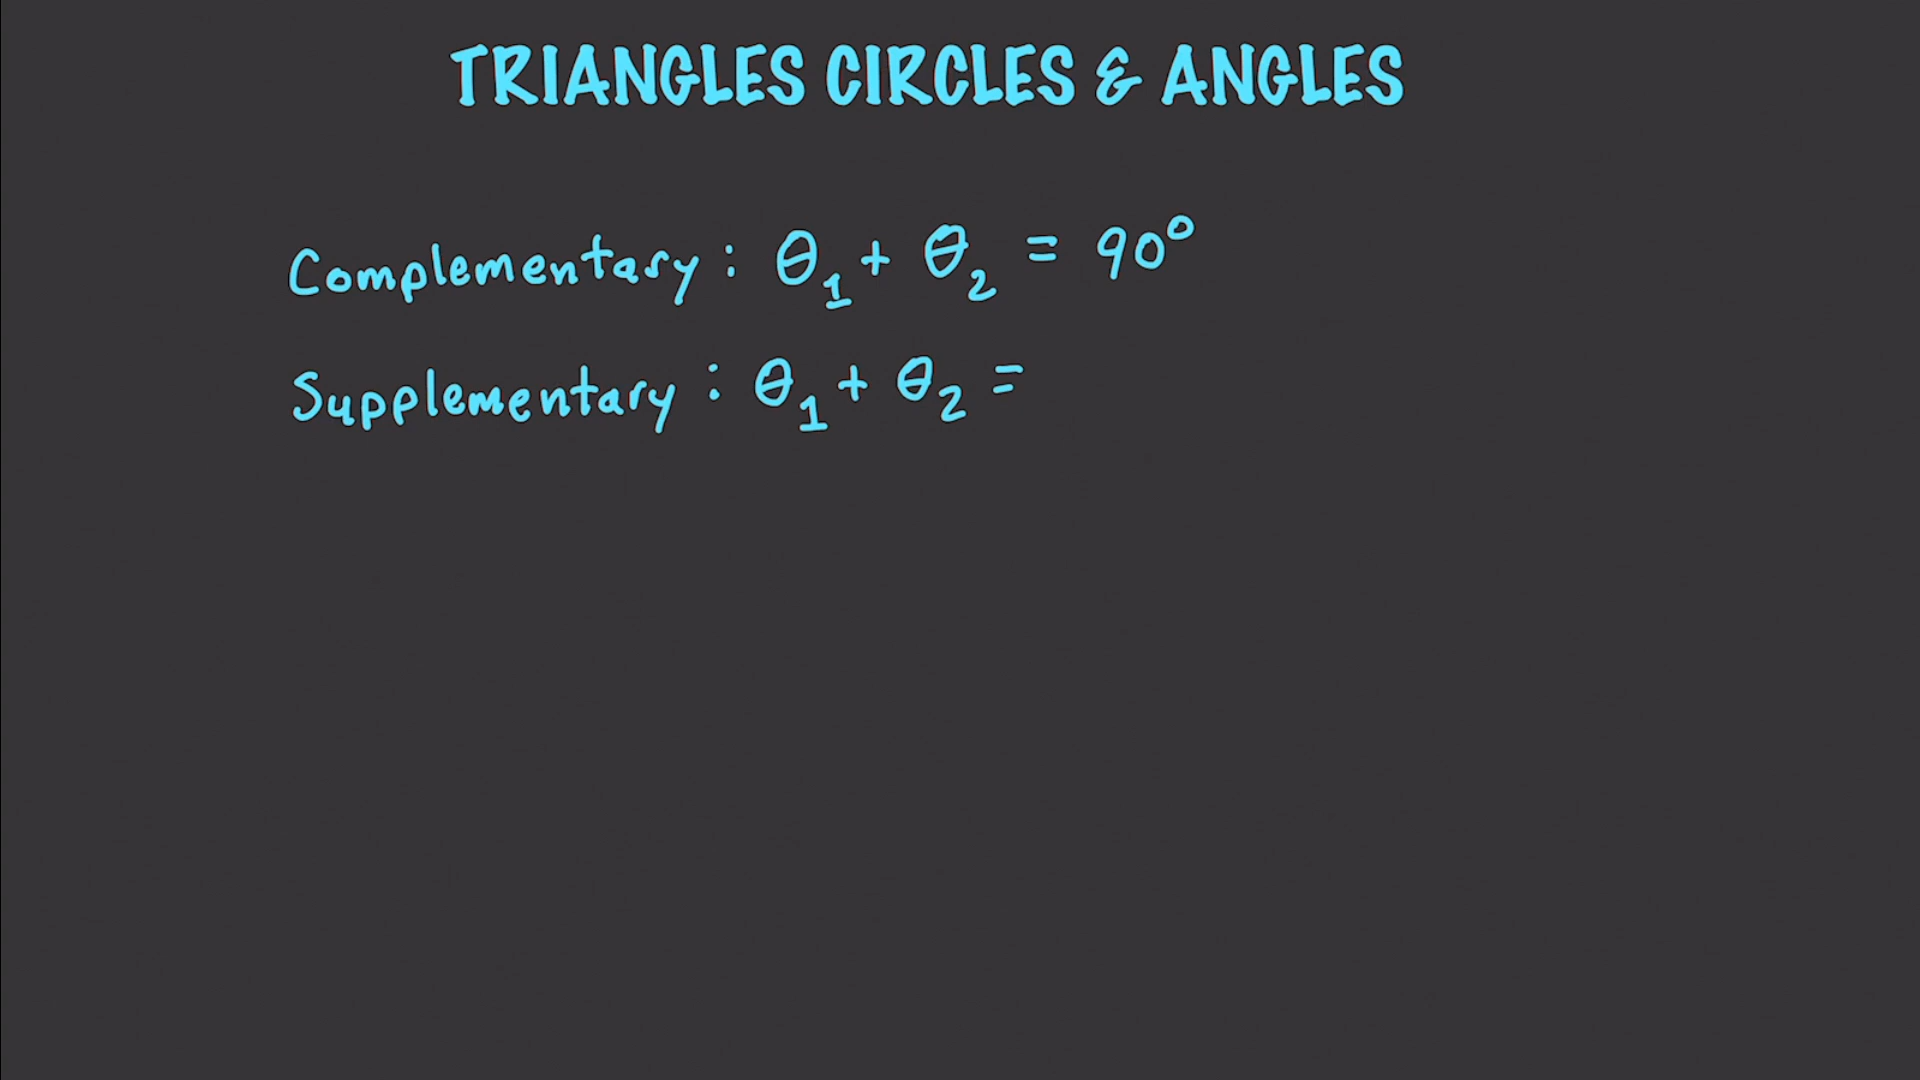 TRIANGLES CIRCLES & ANGLES
Complementary : θ₁ + θ₂ = 90°
Supplementary : θ₁ + θ₂ =